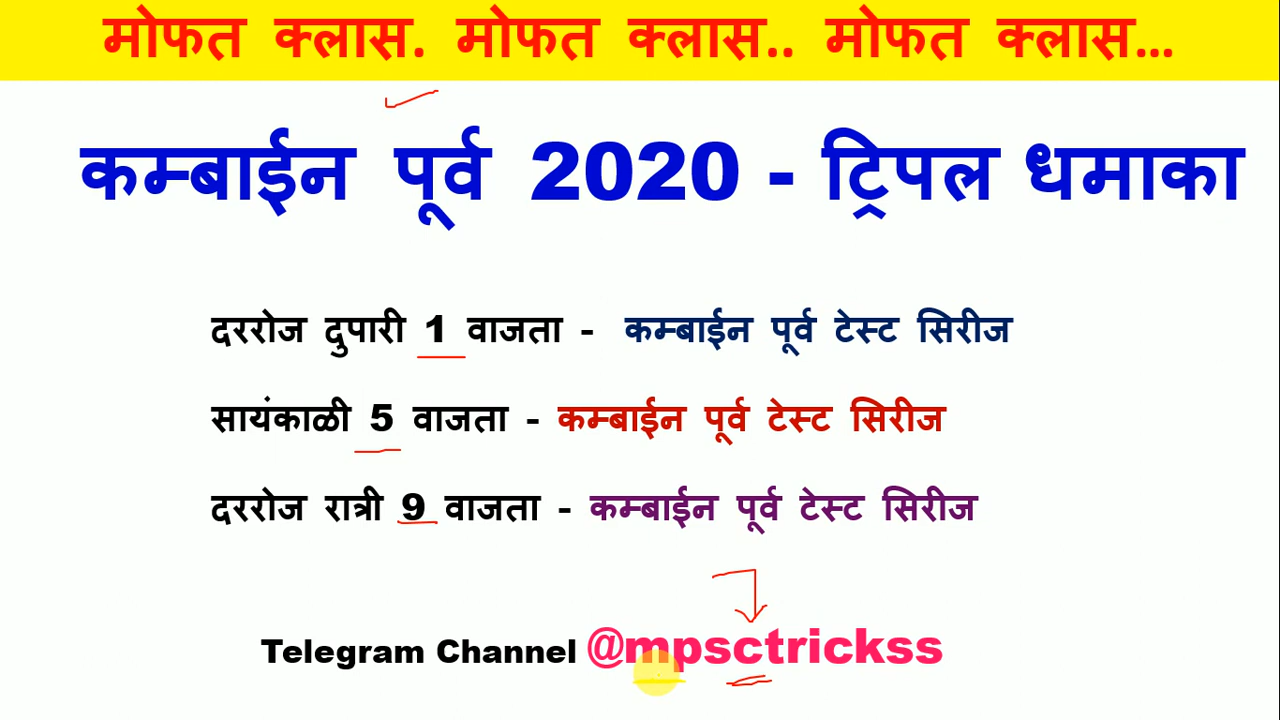 मोफत क्लास. मोफत क्लास.. मोफत क्लास...
कम्बाईन पूर्व 2020 - ट्रिपल धमाका
दररोज दुपारी 1 वाजता - कम्बाईन पूर्व टेस्ट सिरीज
सायंकाळी 5 वाजता - कम्बाईन पूर्व टेस्ट सिरीज
दररोज रात्री 9 वाजता - कम्बाईन पूर्व टेस्ट सिरीज
Telegram Channel @mpsctrickss